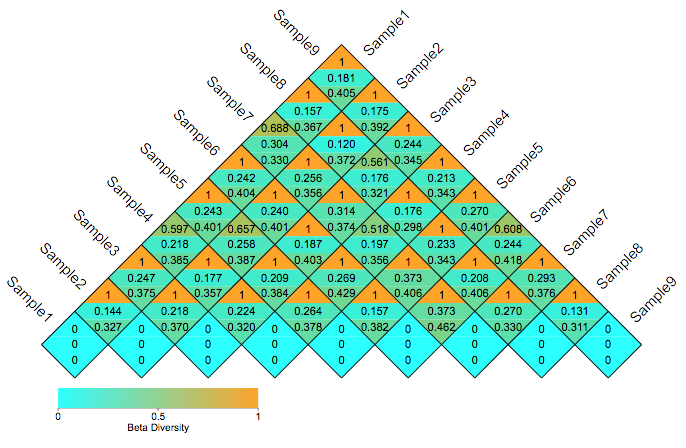 Sample9
Sample8
Sample7
Sample6
Sample5
Sample4
Sample3
Sample2
Sample1
Sample1
Sample2
Sample3
Sample4
Sample5
Sample6
Sample7
Sample8
Sample9
1
0.181
1 0.405 1
0.157 0.175
0.688 0.367 1 0.392 1
0.304 0.120 0.244
1 0.330 1 0.372 0.561 0.345 1
0.242 0.256 0.176 0.213
1 0.404 1 0.356 1 0.321 1 0.343 1
0.243 0.240 0.314 0.176 0.270
0.597 0.401 0.657 0.401 1 0.374 0.518 0.298 1 0.401 0.608
0.218 0.258 0.187 0.197 0.233 0.244
1 0.385 1 0.387 1 0.403 1 0.356 1 0.343 1 0.418 1
0.247 0.177 0.209 0.269 0.373 0.208 0.293
1 0.375 1 0.357 1 0.384 1 0.429 1 0.406 1 0.406 1 0.376 1
0.144 0.218 0.224 0.264 0.157 0.373 0.270 0.131
0 0.327 0 0.370 0 0.320 0 0.378 0 0.382 0 0.462 0 0.330 0 0.311 0
0 0 0 0 0 0 0 0 0
0 0 0 0 0 0 0 0 0
0 0.5 1
Beta Diversity